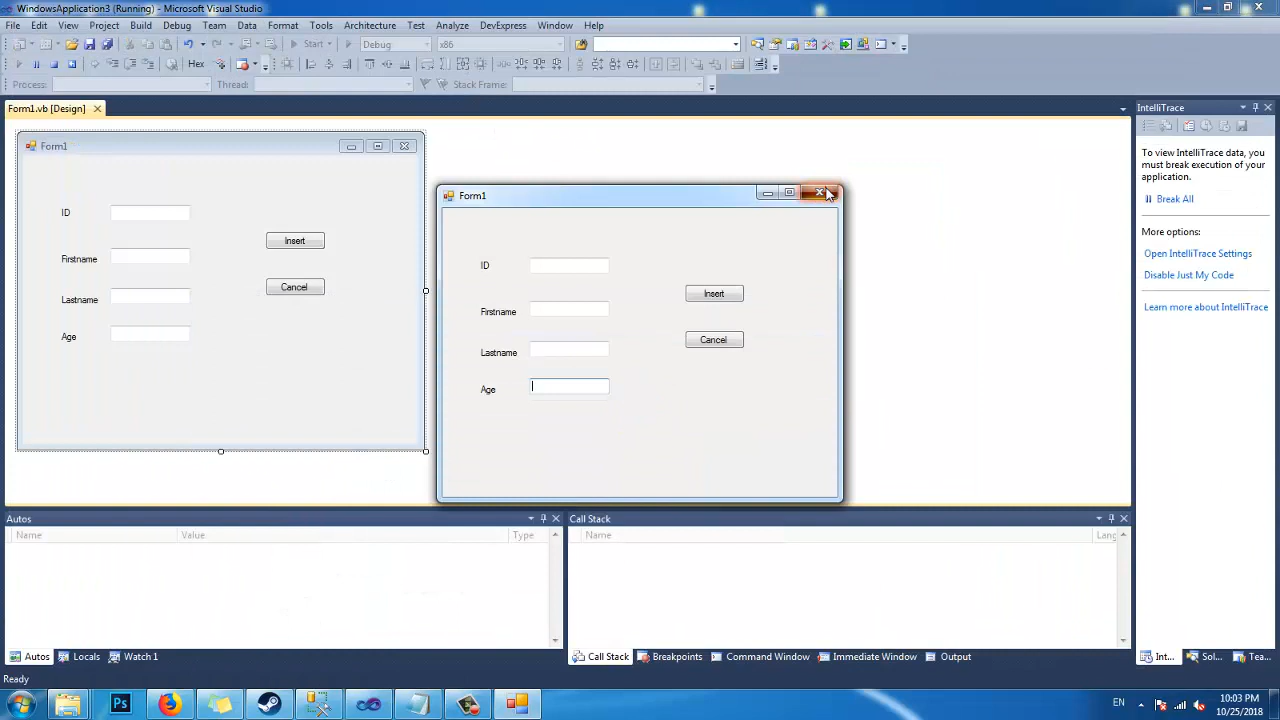 WindowsApplication3 (Running) - Microsoft Visual Studio
File Edit View Project Build Debug Team Data Format Tools Architecture Test Analyze DevExpress Window Help
Start Debug x86
Hex
Process: Thread: Stack Frame:
Form1.vb [Design]
Form1
ID
Firstname
Lastname
Age
Insert
Cancel
Form1
ID
Firstname
Lastname
Age
Insert
Cancel
IntelliTrace
To view IntelliTrace data, you
must break execution of your
application.
Break All
More options:
Open IntelliTrace Settings
Disable Just My Code
Learn more about IntelliTrace
Autos
Name Value Type
Autos Locals Watch 1
Call Stack
Name Lang
Call Stack Breakpoints Command Window Immediate Window Output
Int... Sol... Tea...
Ready
Ps
EN
10:03 PM
10/25/2018